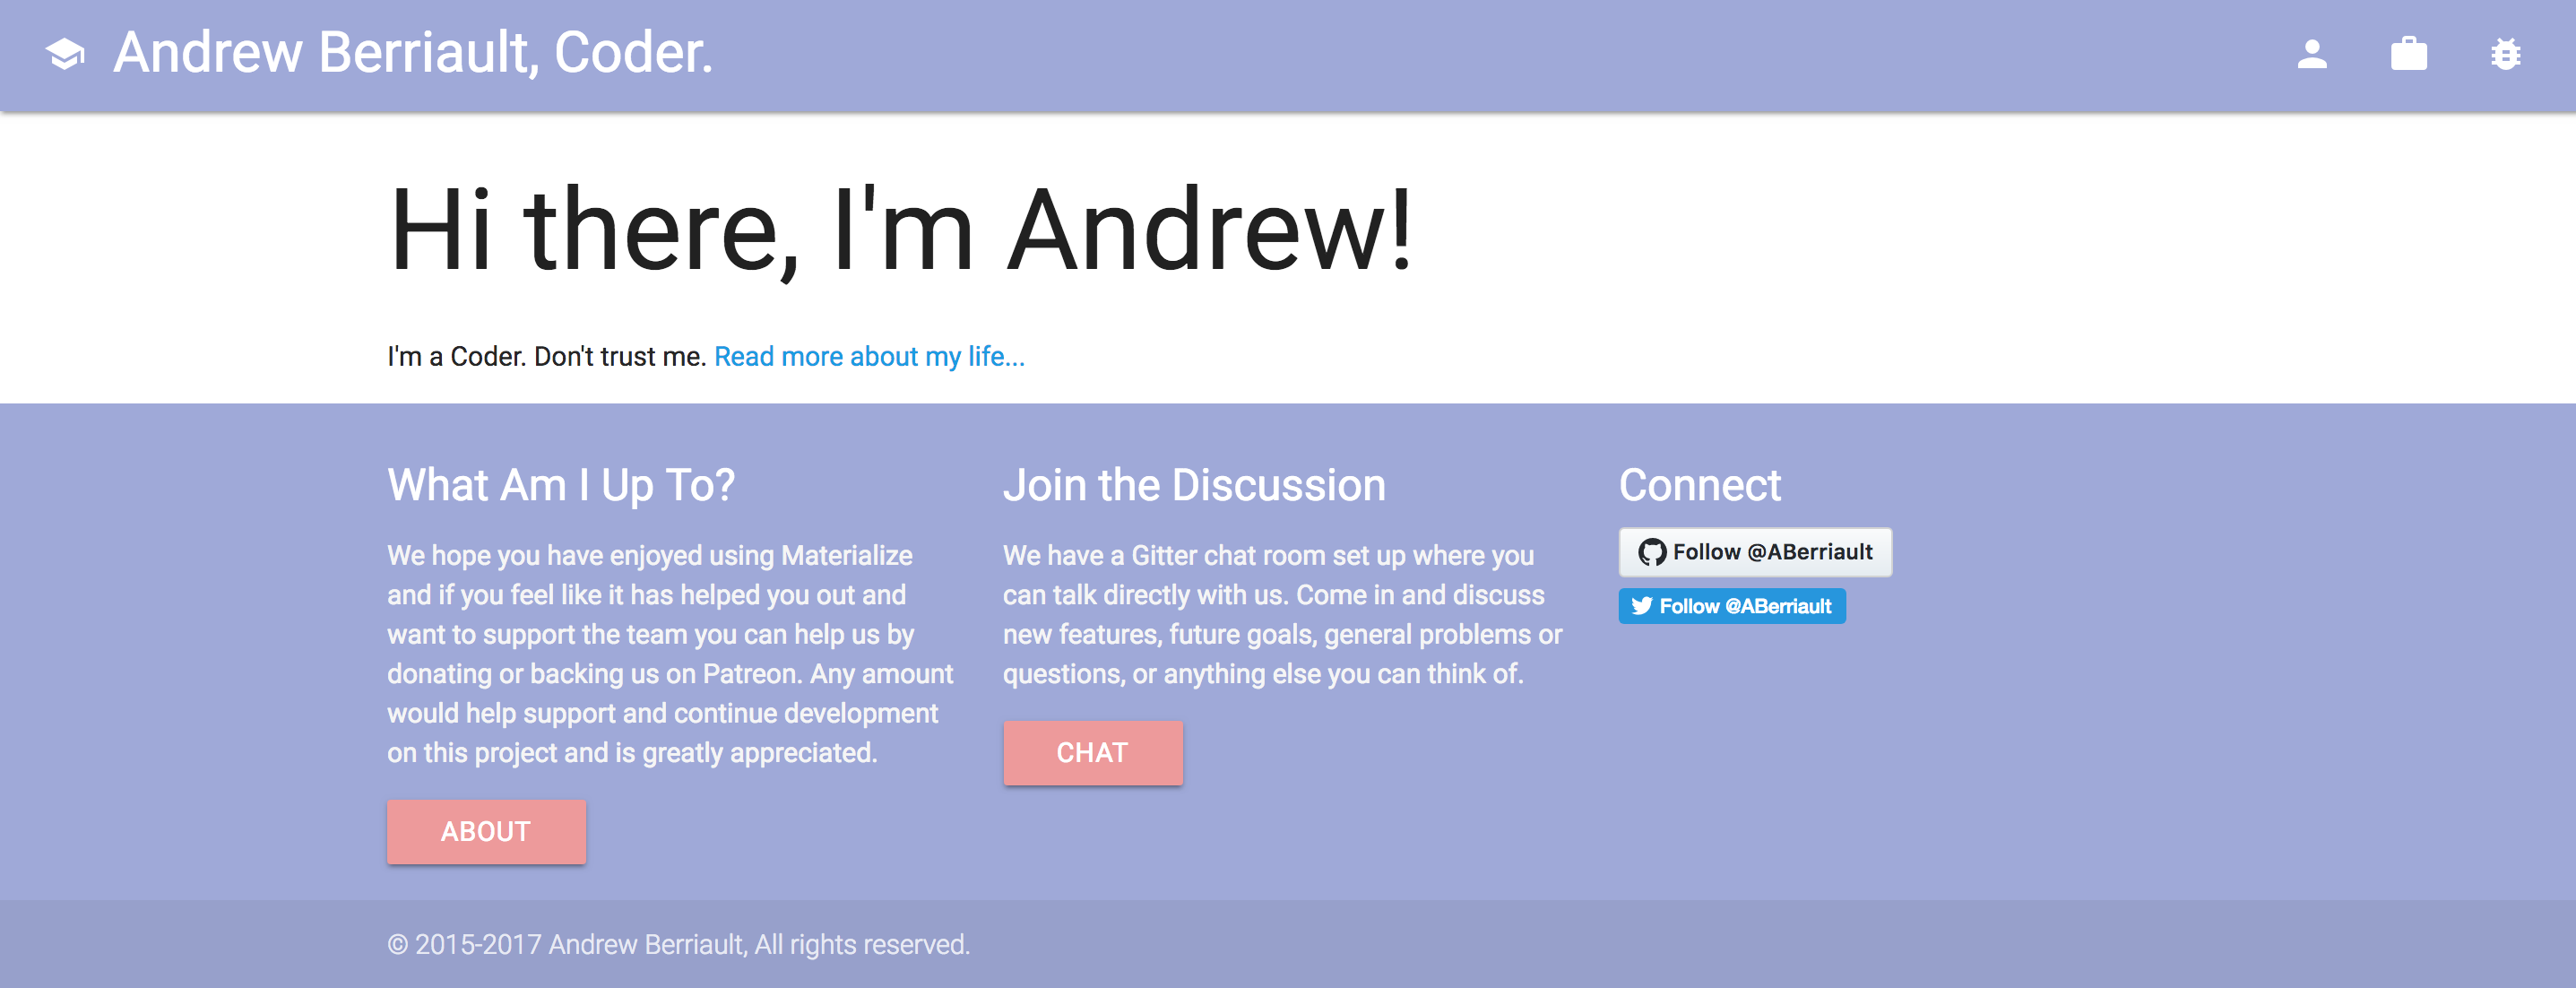 Andrew Berriault, Coder.
Hi there, I'm Andrew!
I'm a Coder. Don't trust me. Read more about my life...
What Am I Up To?
We hope you have enjoyed using Materialize
and if you feel like it has helped you out and
want to support the team you can help us by
donating or backing us on Patreon. Any amount
would help support and continue development
on this project and is greatly appreciated.
ABOUT
Join the Discussion
We have a Gitter chat room set up where you
can talk directly with us. Come in and discuss
new features, future goals, general problems or
questions, or anything else you can think of.
CHAT
Connect
Follow @ABerriault
Follow @ABerriault
© 2015-2017 Andrew Berriault, All rights reserved.